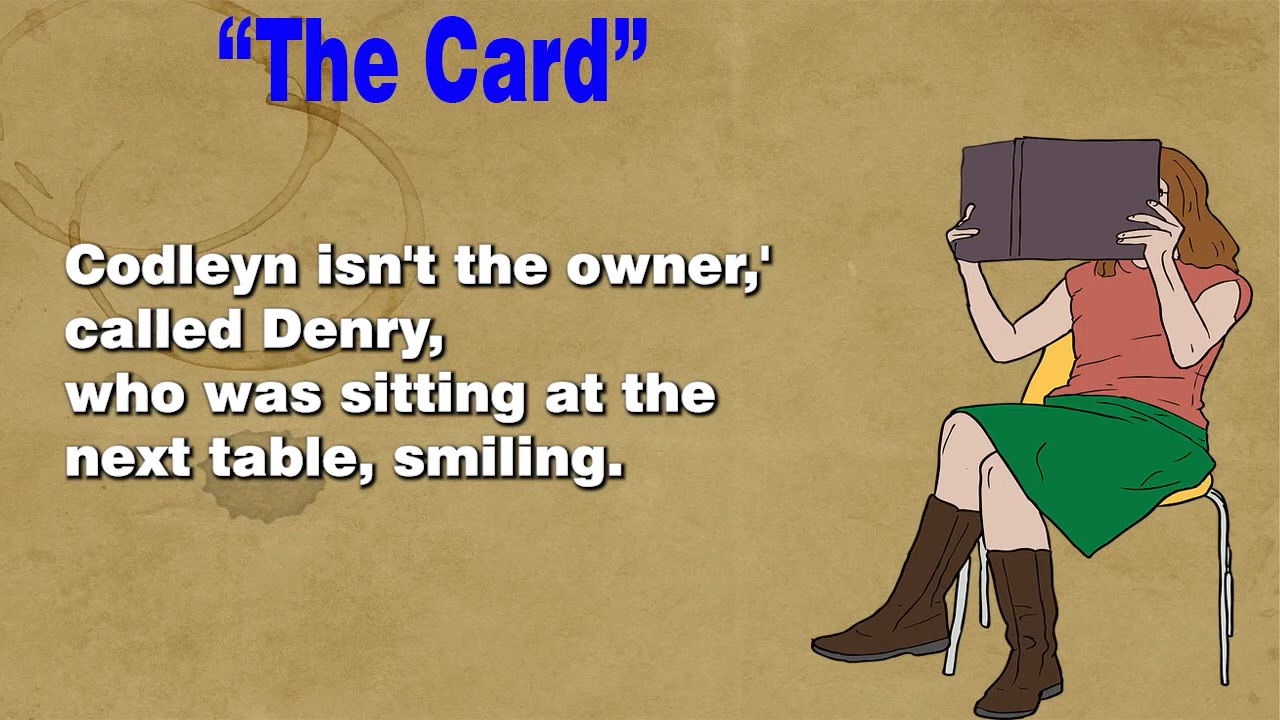 “The Card”
Codleyn isn't the owner,'
called Denry,
who was sitting at the
next table, smiling.